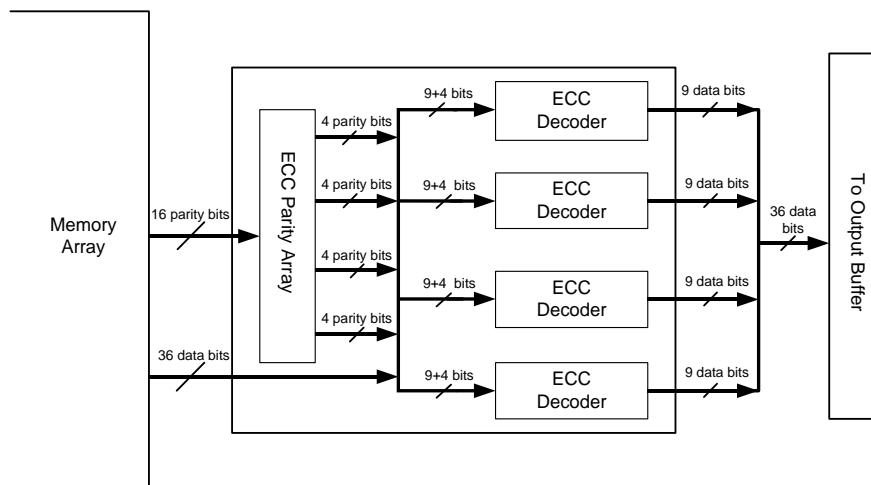 Memory
Array
16 parity bits
36 data bits
ECC Parity Array
4 parity bits
4 parity bits
4 parity bits
4 parity bits
9+4 bits
9+4 bits
9+4 bits
9+4 bits
ECC
Decoder
ECC
Decoder
ECC
Decoder
ECC
Decoder
9 data bits
9 data bits
9 data bits
9 data bits
36 data
bits
To Output Buffer